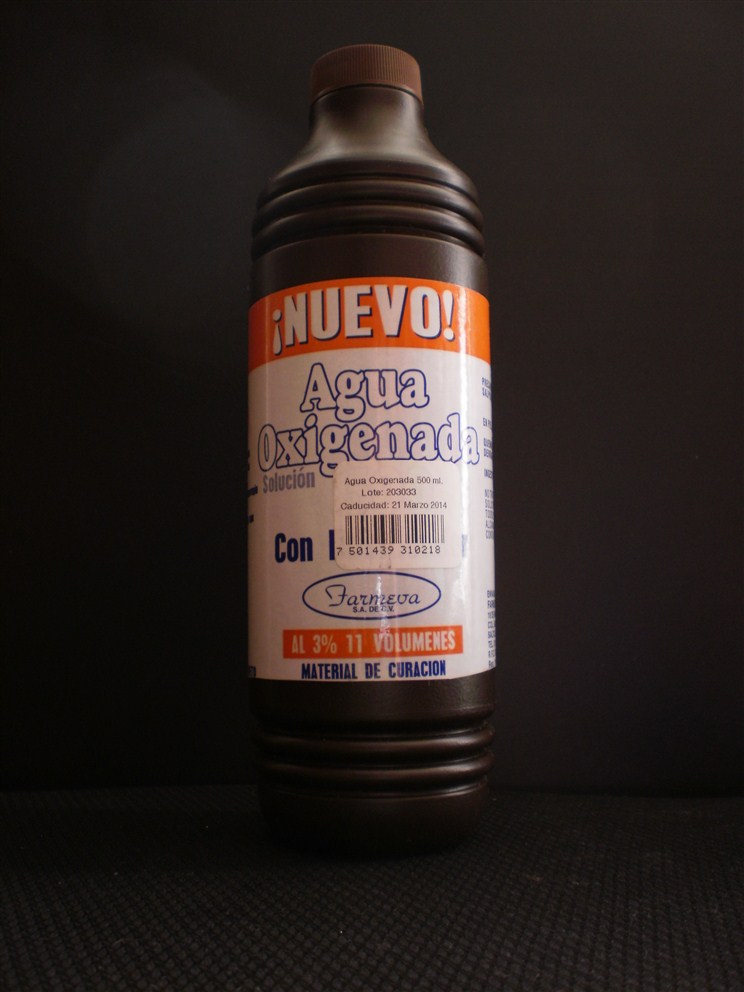 ¡NUEVO!
Agua
Oxigenada
Solución
Agua Oxigenada 500 ml.
Lote: 203033
Caducidad: 21 Marzo 2014
7 501439 310218
Con
Farmeva
S.A. DE C.V.
AL 3% 11 VOLUMENES
MATERIAL DE CURACION